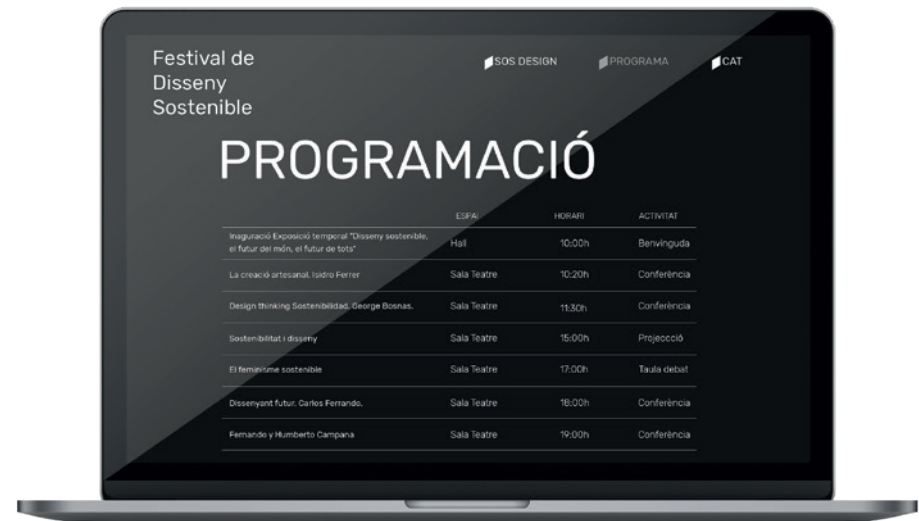 Festival de
Disseny
Sostenible
SOS DESIGN PROGRAMA CAT
PROGRAMACIÓ
ESPAI HORARI ACTIVITAT
Inaguració Exposició temporal "Disseny sostenible,
el futur del món, el futur de tots" Hall 10:00h Benvinguda
La creació artesanal. Isidro Ferrer Sala Teatre 10:20h Conferència
Design thinking Sostenibilidad, George Bosnas. Sala Teatre 11:30h Conferència
Sostenibilitat i disseny Sala Teatre 15:00h Projeccció
El feminisme sostenible Sala Teatre 17:00h Taula debat
Dissenyant futur. Carlos Ferrando. Sala Teatre 18:00h Conferència
Fernando y Humberto Campana Sala Teatre 19:00h Conferència